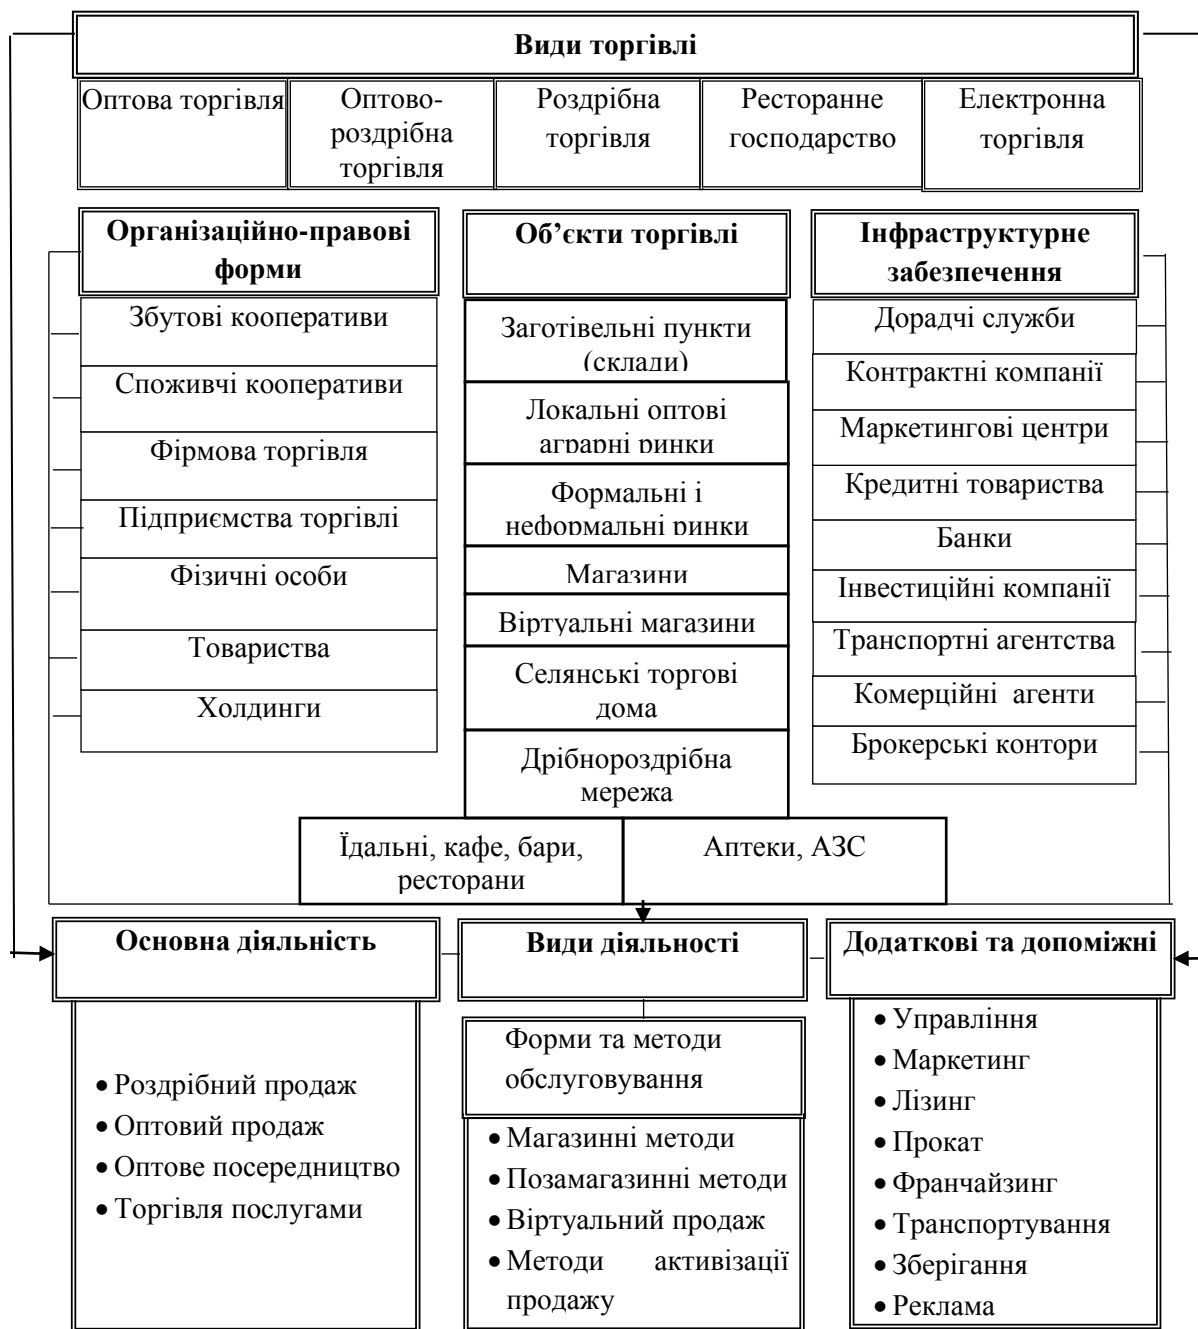 Види торгівлі
Оптова торгівля
Оптово-
роздрібна
торгівля
Роздрібна
торгівля
Ресторанне
господарство
Електронна
торгівля
Організаційно-правові
форми
Збутові кооперативи
Споживчі кооперативи
Фірмова торгівля
Підприємства торгівлі
Фізичні особи
Товариства
Холдинги
Об’єкти торгівлі
Заготівельні пункти
(склади)
Локальні оптові
аграрні ринки
Формальні і
неформальні ринки
Магазини
Віртуальні магазини
Селянські торгові
дома
Дрібнороздрібна
мережа
Їдальні, кафе, бари,
ресторани
Аптеки, АЗС
Інфраструктурне
забезпечення
Дорадчі служби
Контрактні компанії
Маркетингові центри
Кредитні товариства
Банки
Інвестиційні компанії
Транспортні агентства
Комерційні агенти
Брокерські контори
Основна діяльність
• Роздрібний продаж
• Оптовий продаж
• Оптове посередництво
• Торгівля послугами
Види діяльності
Форми та методи
обслуговування
• Магазинні методи
• Позамагазинні методи
• Віртуальний продаж
• Методи активізації
продажу
Додаткові та допоміжні
• Управління
• Маркетинг
• Лізинг
• Прокат
• Франчайзинг
• Транспортування
• Зберігання
• Реклама